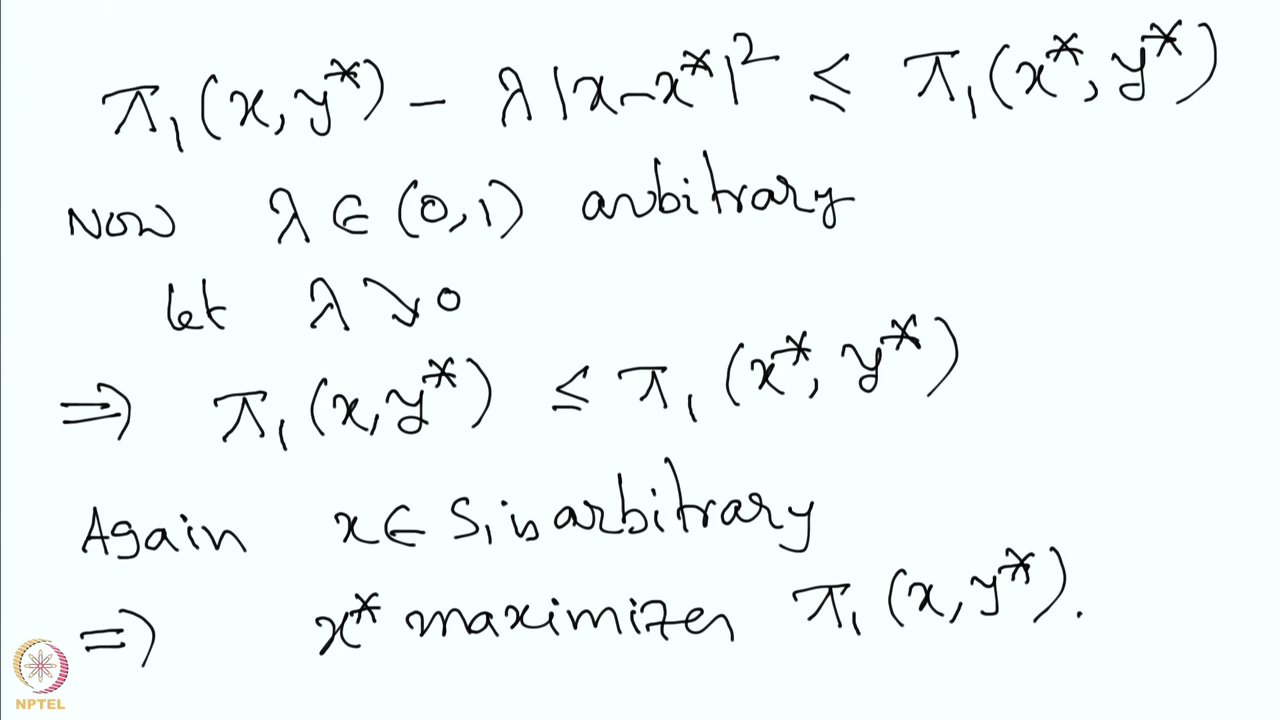 π₁(x, y*) - λ|x-x*|² ≤ π₁(x*, y*)
Now λ ∈ (0,1) arbitrary
let λ ↘ 0
⇒ π₁(x, y*) ≤ π₁(x*, y*)
Again x ∈ S₁ is arbitrary
⇒ x* maximizes π₁(x, y*).
NPTEL